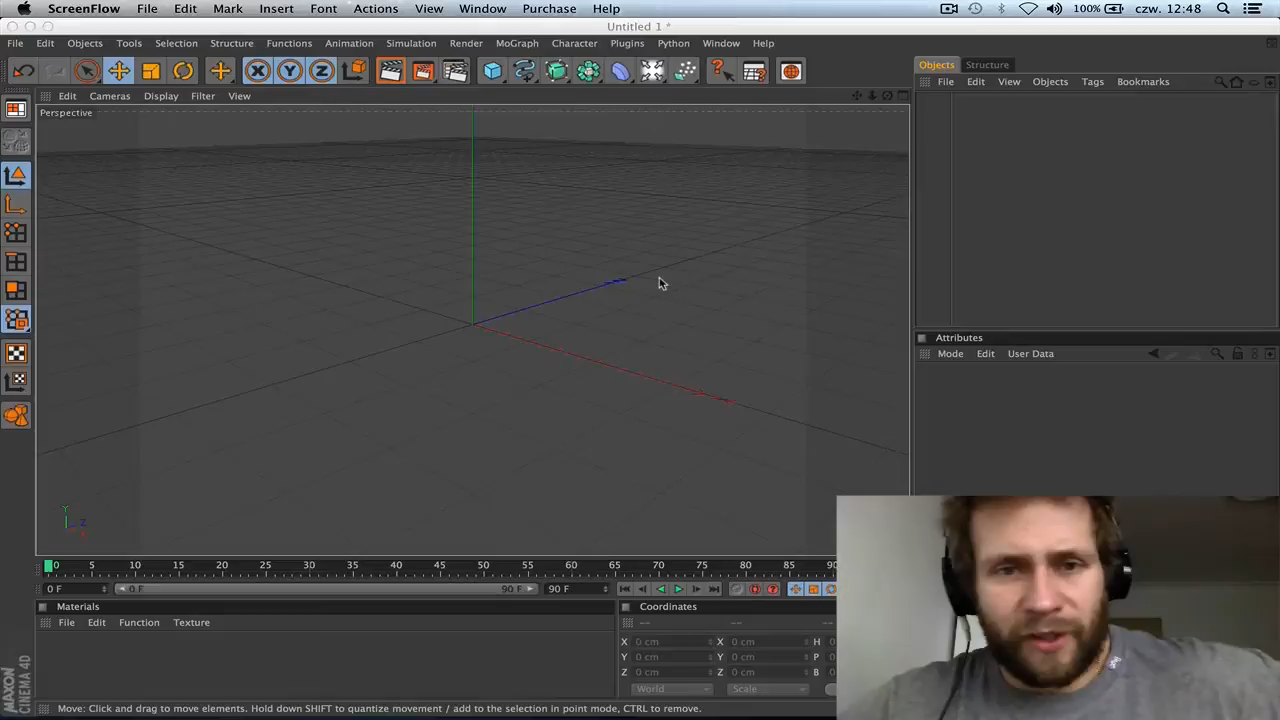 ScreenFlow File Edit Mark Insert Font Actions View Window Purchase Help 100% czw. 12:48
Untitled 1 *
File Edit Objects Tools Selection Structure Functions Animation Simulation Render MoGraph Character Plugins Python Window Help
X Y Z
Objects Structure
Edit Cameras Display Filter View
File Edit View Objects Tags Bookmarks
Perspective
Attributes
Mode Edit User Data
Y
Z
X
0 5 10 15 20 25 30 35 40 45 50 55 60 65 70 75 80 85
0 F 0 F 90 F 90 F
Materials Coordinates
File Edit Function Texture -- -- --
X 0 cm X 0 cm H
Y 0 cm Y 0 cm P
Z 0 cm Z 0 cm B
World Scale
MAXON
CINEMA 4D
Move: Click and drag to move elements. Hold down SHIFT to quantize movement / add to the selection in point mode, CTRL to remove.